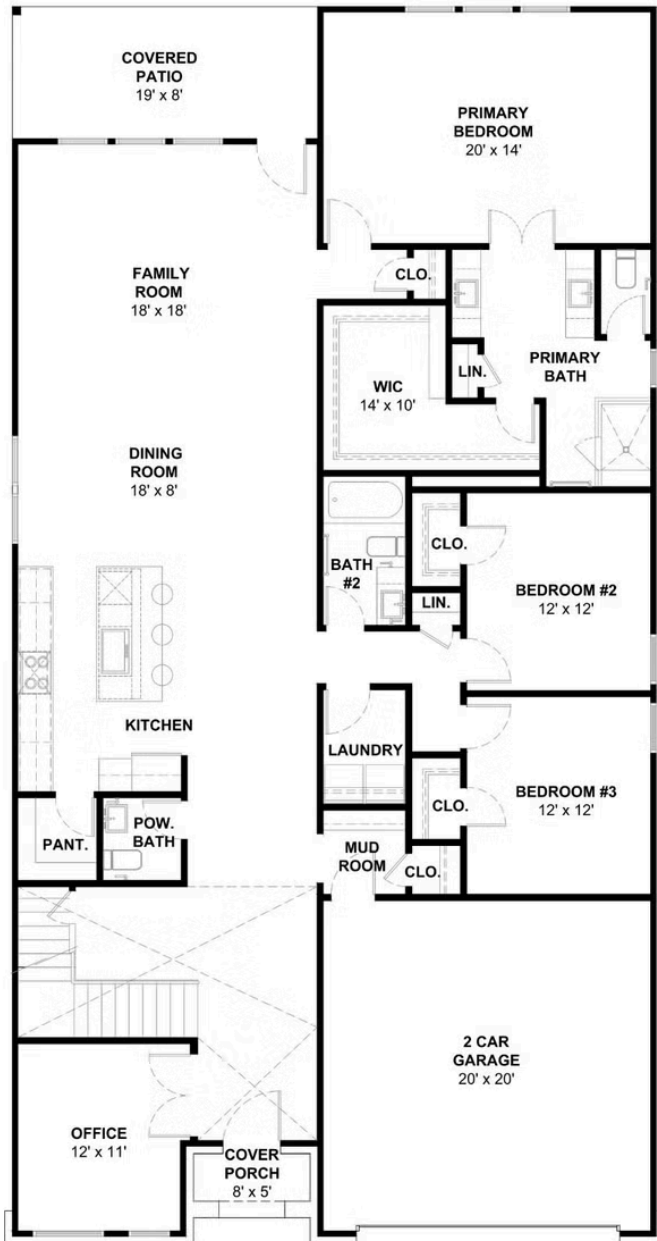 COVERED
PATIO
19' x 8'
PRIMARY
BEDROOM
20' x 14'
FAMILY
ROOM
18' x 18'
CLO.
LIN.
PRIMARY
BATH
WIC
14' x 10'
DINING
ROOM
18' x 8'
BATH
#2
CLO.
LIN.
BEDROOM #2
12' x 12'
KITCHEN
LAUNDRY
CLO.
BEDROOM #3
12' x 12'
PANT.
POW.
BATH
MUD
ROOM
CLO.
2 CAR
GARAGE
20' x 20'
OFFICE
12' x 11'
COVER
PORCH
8' x 5'